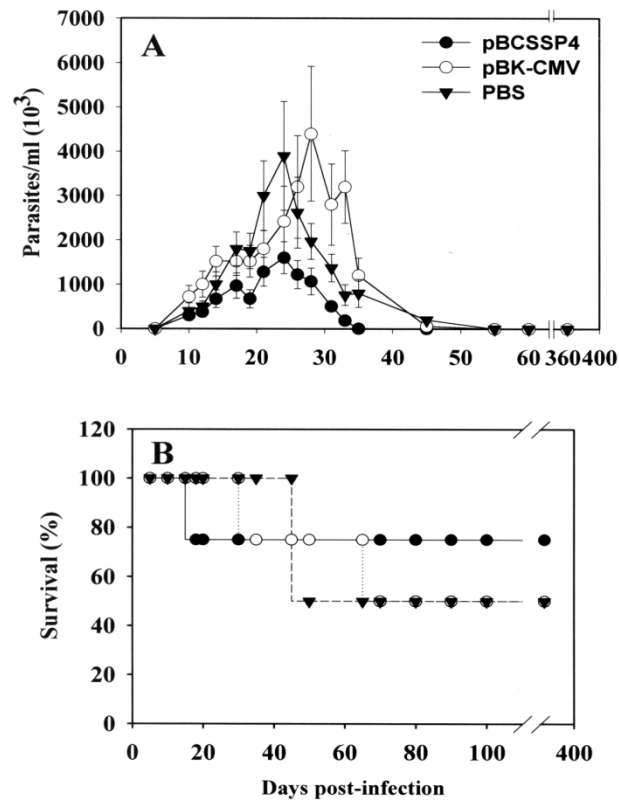 A
pBCSSP4
pBK-CMV
PBS
Parasites/ml (10³)
7000
6000
5000
4000
3000
2000
1000
0
0 10 20 30 40 50 60 360 400
B
Survival (%)
120
100
80
60
40
20
0
0 20 40 60 80 100 400
Days post-infection